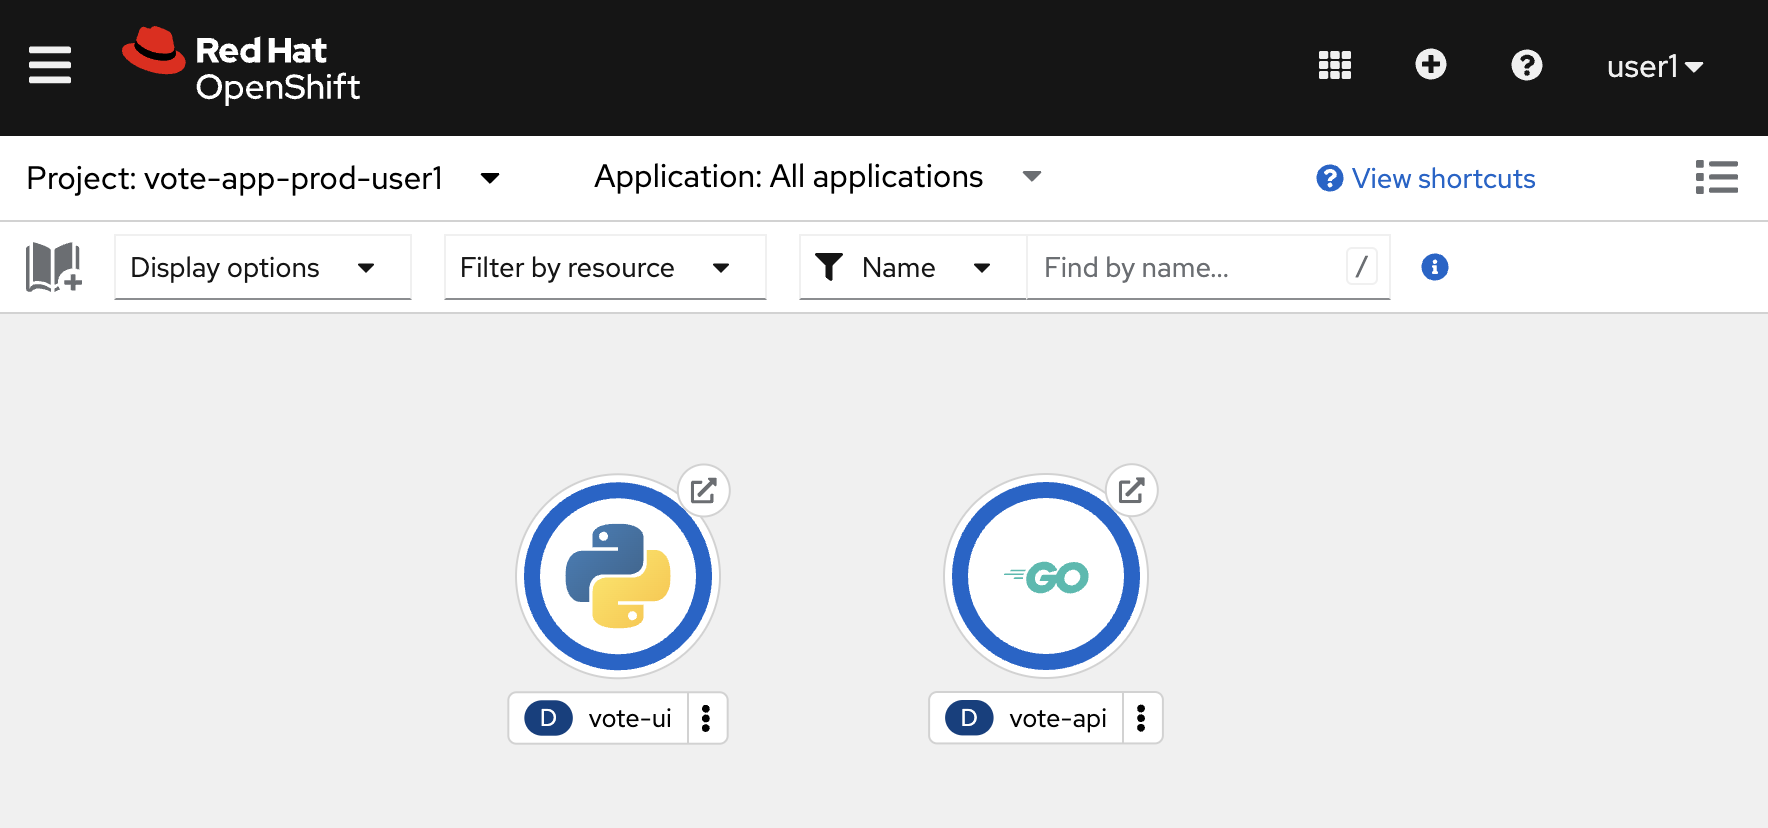 Red Hat
OpenShift
user1
Project: vote-app-prod-user1
Application: All applications
View shortcuts
Display options
Filter by resource
Name
Find by name...
/
GO
D vote-ui
D vote-api